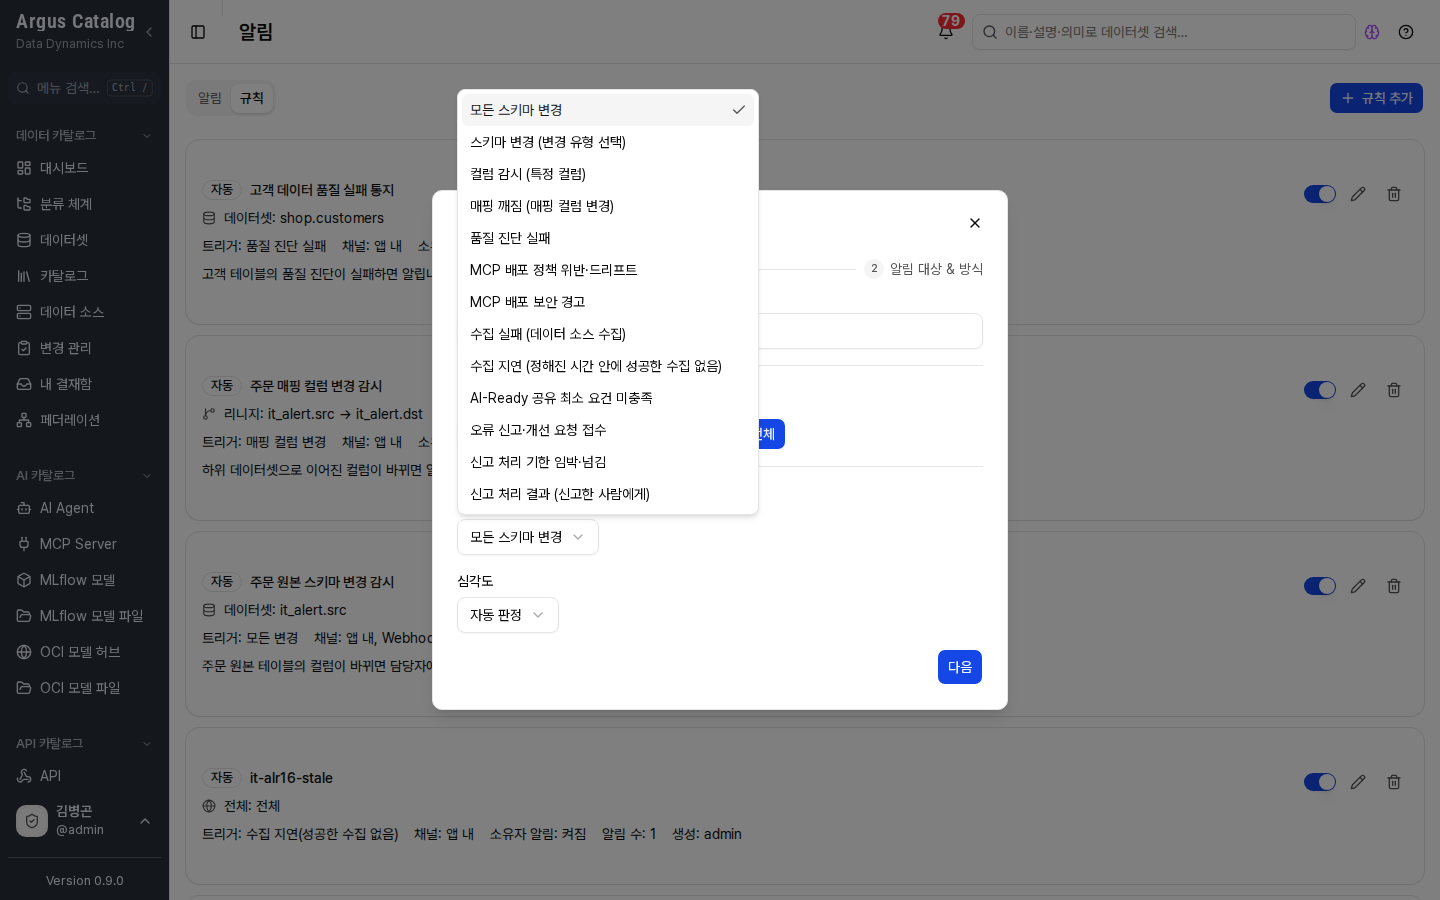 Argus Catalog
Data Dynamics Inc
메뉴 검색... Ctrl /
데이터 카탈로그
대시보드
분류 체계
데이터셋
카탈로그
데이터 소스
변경 관리
내 결재함
페더레이션
AI 카탈로그
AI Agent
MCP Server
MLflow 모델
MLflow 모델 파일
OCI 모델 허브
OCI 모델 파일
API 카탈로그
API
김병곤
@admin
Version 0.9.0
알림
79
이름·설명·의미로 데이터셋 검색...
알림 규칙
규칙 추가
자동 고객 데이터 품질 실패 통지
데이터셋: shop.customers
트리거: 품질 진단 실패 채널: 앱 내
고객 테이블의 품질 진단이 실패하면
자동 주문 매핑 컬럼 변경 감시
리니지: it_alert.src → it_alert.dst
트리거: 매핑 컬럼 변경 채널: 앱 내
하위 데이터셋으로 이어진 컬럼이 바뀌면
자동 주문 원본 스키마 변경 감시
데이터셋: it_alert.src
트리거: 모든 변경 채널: 앱 내,
주문 원본 테이블의 컬럼이 바뀌면
자동 it-alr16-stale
전체: 전체
트리거: 수집 지연(성공한 수집 없음) 채널: 앱 내 소유자 알림: 켜짐 알림 수: 1 생성: admin
모든 스키마 변경
스키마 변경 (변경 유형 선택)
컬럼 감시 (특정 컬럼)
매핑 깨짐 (매핑 컬럼 변경)
품질 진단 실패
MCP 배포 정책 위반·드리프트
MCP 배포 보안 경고
수집 실패 (데이터 소스 수집)
수집 지연 (정해진 시간 안에 성공한 수집 없음)
AI-Ready 공유 최소 요건 미충족
오류 신고·개선 요청 접수
신고 처리 기한 임박·넘김
신고 처리 결과 (신고한 사람에게)
2 알림 대상 & 방식
모든 스키마 변경
심각도
자동 판정
다음